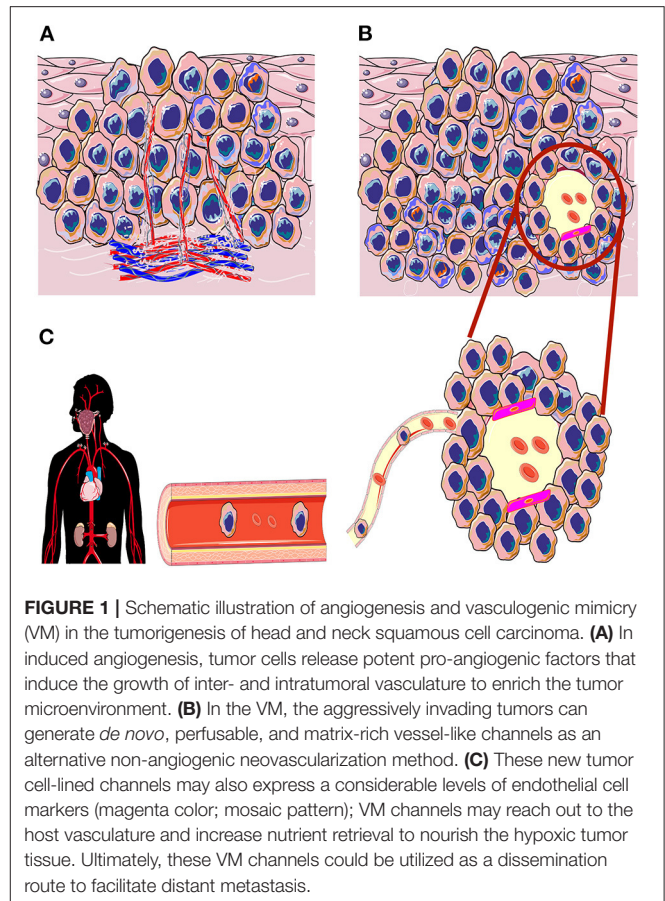 A
B
C
FIGURE 1 | Schematic illustration of angiogenesis and vasculogenic mimicry
(VM) in the tumorigenesis of head and neck squamous cell carcinoma. (A) In
induced angiogenesis, tumor cells release potent pro-angiogenic factors that
induce the growth of inter- and intratumoral vasculature to enrich the tumor
microenvironment. (B) In the VM, the aggressively invading tumors can
generate de novo, perfusable, and matrix-rich vessel-like channels as an
alternative non-angiogenic neovascularization method. (C) These new tumor
cell-lined channels may also express a considerable levels of endothelial cell
markers (magenta color; mosaic pattern); VM channels may reach out to the
host vasculature and increase nutrient retrieval to nourish the hypoxic tumor
tissue. Ultimately, these VM channels could be utilized as a dissemination
route to facilitate distant metastasis.